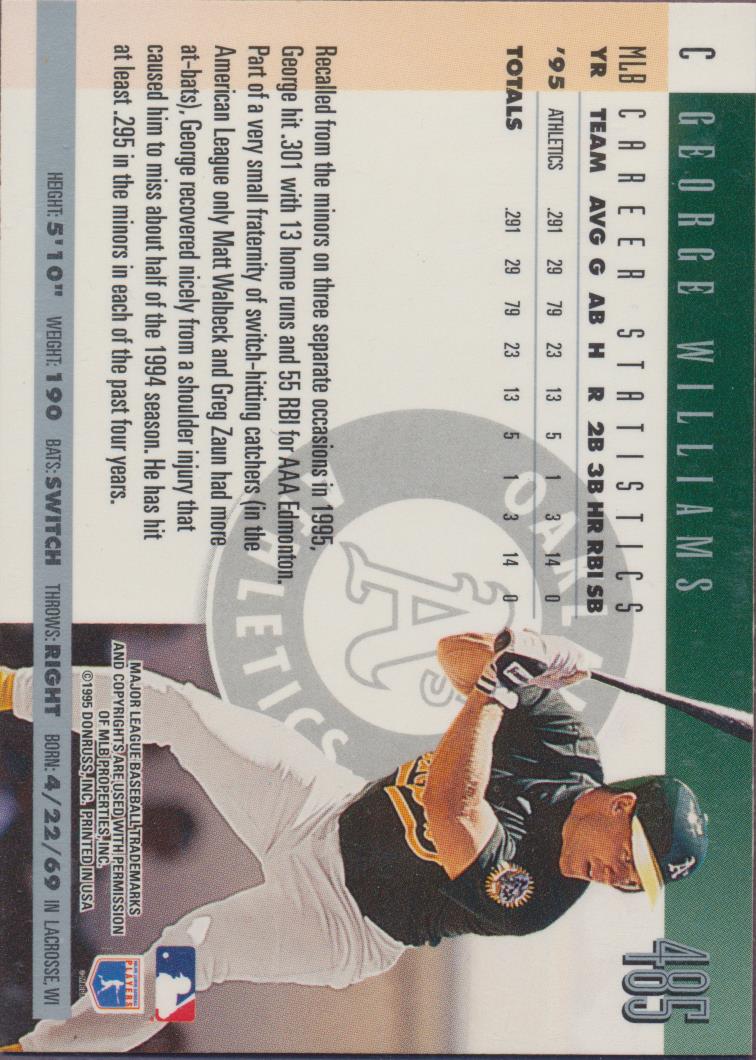 C GEORGE WILLIAMS 485
MLB CAREER STATISTICS
YR TEAM AVG G AB H R 2B 3B HR RBI SB
'95 ATHLETICS .291 29 79 23 13 5 1 3 14 0
TOTALS .291 29 79 23 13 5 1 3 14 0
Recalled from the minors on three separate occasions in 1995,
George hit .301 with 13 home runs and 55 RBI for AAA Edmonton.
Part of a very small fraternity of switch-hitting catchers (in the
American League only Matt Walbeck and Greg Zaun had more
at-bats), George recovered nicely from a shoulder injury that
caused him to miss about half of the 1994 season. He has hit
at least .295 in the minors in each of the past four years.
OAKL
ATHLETICS
A's
A's
MAJOR LEAGUE BASEBALL TRADEMARKS
AND COPYRIGHTS ARE USED WITH PERMISSION
OF MLB PROPERTIES, INC.
©1995 DONRUSS, INC. PRINTED IN USA
PLAYERS
HEIGHT: 5'10" WEIGHT: 190 BATS: SWITCH THROWS: RIGHT BORN: 4/22/69 IN LACROSSE, WI